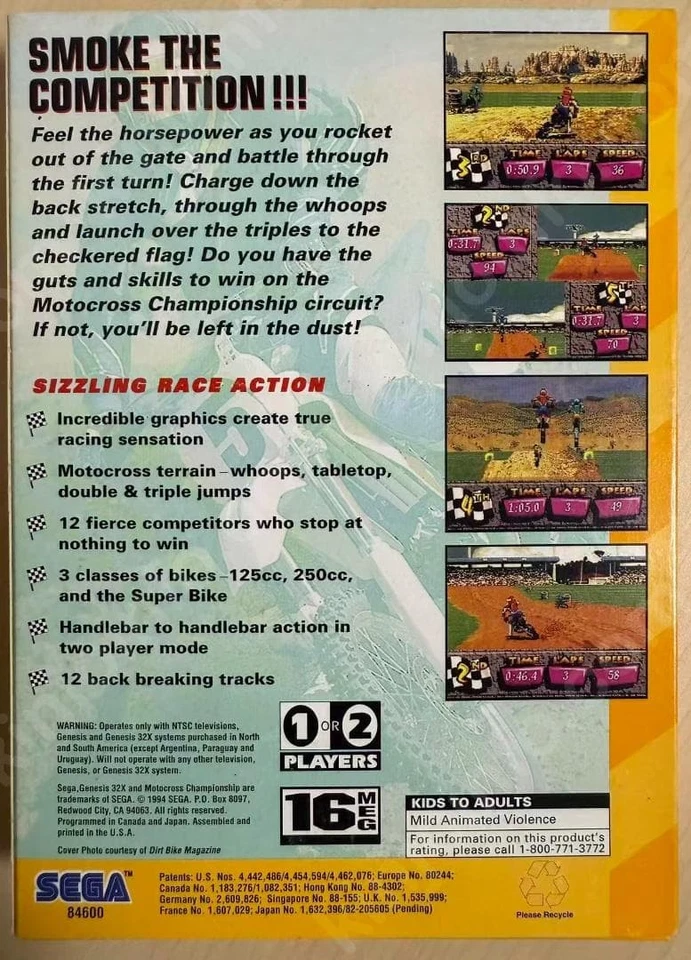 SMOKE THE
COMPETITION!!!
Feel the horsepower as you rocket
out of the gate and battle through
the first turn! Charge down the
back stretch, through the whoops
and launch over the triples to the
checkered flag! Do you have the
guts and skills to win on the
Motocross Championship circuit?
If not, you'll be left in the dust!
SIZZLING RACE ACTION
Incredible graphics create true
racing sensation
Motocross terrain–whoops, tabletop,
double & triple jumps
12 fierce competitors who stop at
nothing to win
3 classes of bikes–125cc, 250cc,
and the Super Bike
Handlebar to handlebar action in
two player mode
12 back breaking tracks
3RD TIME LAPS SPEED
0:50.9 3 36
2ND
TIME LAPS
0:31.7 3
SPEED
94
5TH
TIME LAPS
0:31.7 3
SPEED
70
4TH TIME LAPS SPEED
1:05.0 3 49
2ND TIME LAPS SPEED
0:46.4 3 58
WARNING: Operates only with NTSC televisions,
Genesis and Genesis 32X systems purchased in North
and South America (except Argentina, Paraguay and
Uruguay). Will not operate with any other television,
Genesis, or Genesis 32X system.
Sega,Genesis 32X and Motocross Championship are
trademarks of SEGA. © 1994 SEGA. P.O. Box 8097,
Redwood City, CA 94063. All rights reserved.
Programmed in Canada and Japan. Assembled and
printed in the U.S.A.
Cover Photo courtesy of Dirt Bike Magazine
1 OR 2
PLAYERS
16 MEG
KIDS TO ADULTS
Mild Animated Violence
For information on this product's
rating, please call 1-800-771-3772
SEGA™
84600
Patents: U.S. Nos. 4,442,486/4,454,594/4,462,076; Europe No. 80244;
Canada No. 1,183,276/1,082,351; Hong Kong No. 88-4302;
Germany No. 2,609,826; Singapore No. 88-155; U.K. No. 1,535,999;
France No. 1,607,029; Japan No. 1,632,396/82-205605 (Pending)
Please Recycle